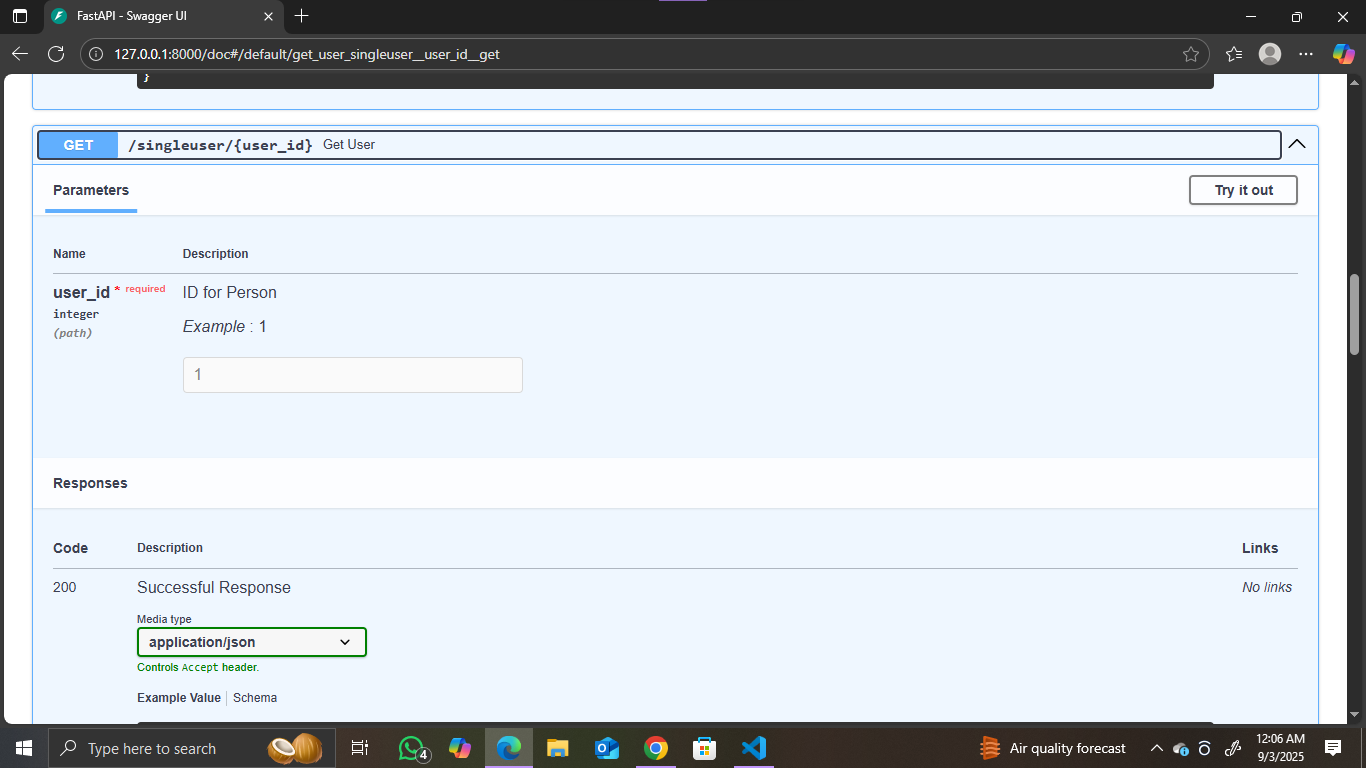 FastAPI - Swagger UI
127.0.0.1:8000/doc#/default/get_user_singleuser__user_id__get
}
GET /singleuser/{user_id} Get User
Parameters
Try it out
Name Description
user_id * required
integer
(path)
ID for Person
Example : 1
1
Responses
Code Description Links
200 Successful Response No links
Media type
application/json
Controls Accept header.
Example Value Schema
Type here to search
4
Air quality forecast
12:06 AM
9/3/2025